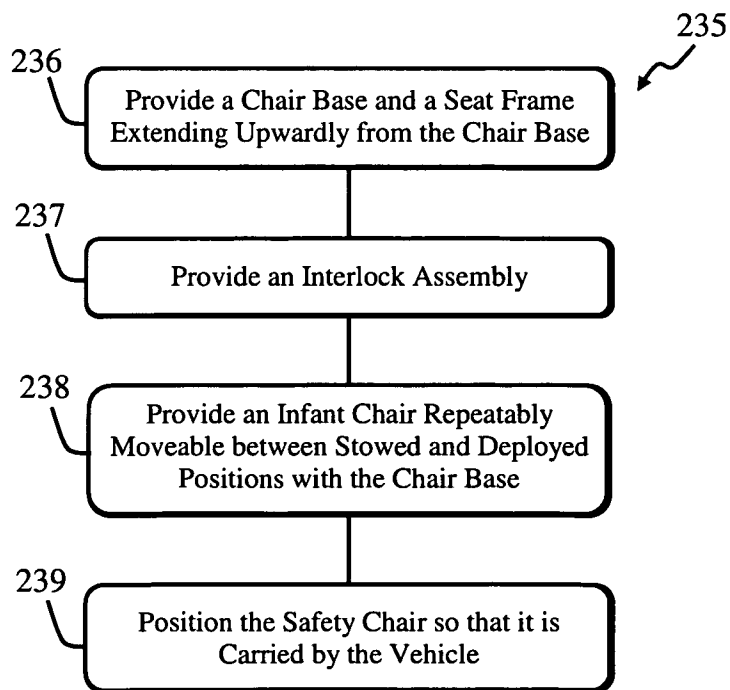 235
236
Provide a Chair Base and a Seat Frame
Extending Upwardly from the Chair Base
237
Provide an Interlock Assembly
238
Provide an Infant Chair Repeatably
Moveable between Stowed and Deployed
Positions with the Chair Base
239
Position the Safety Chair so that it is
Carried by the Vehicle